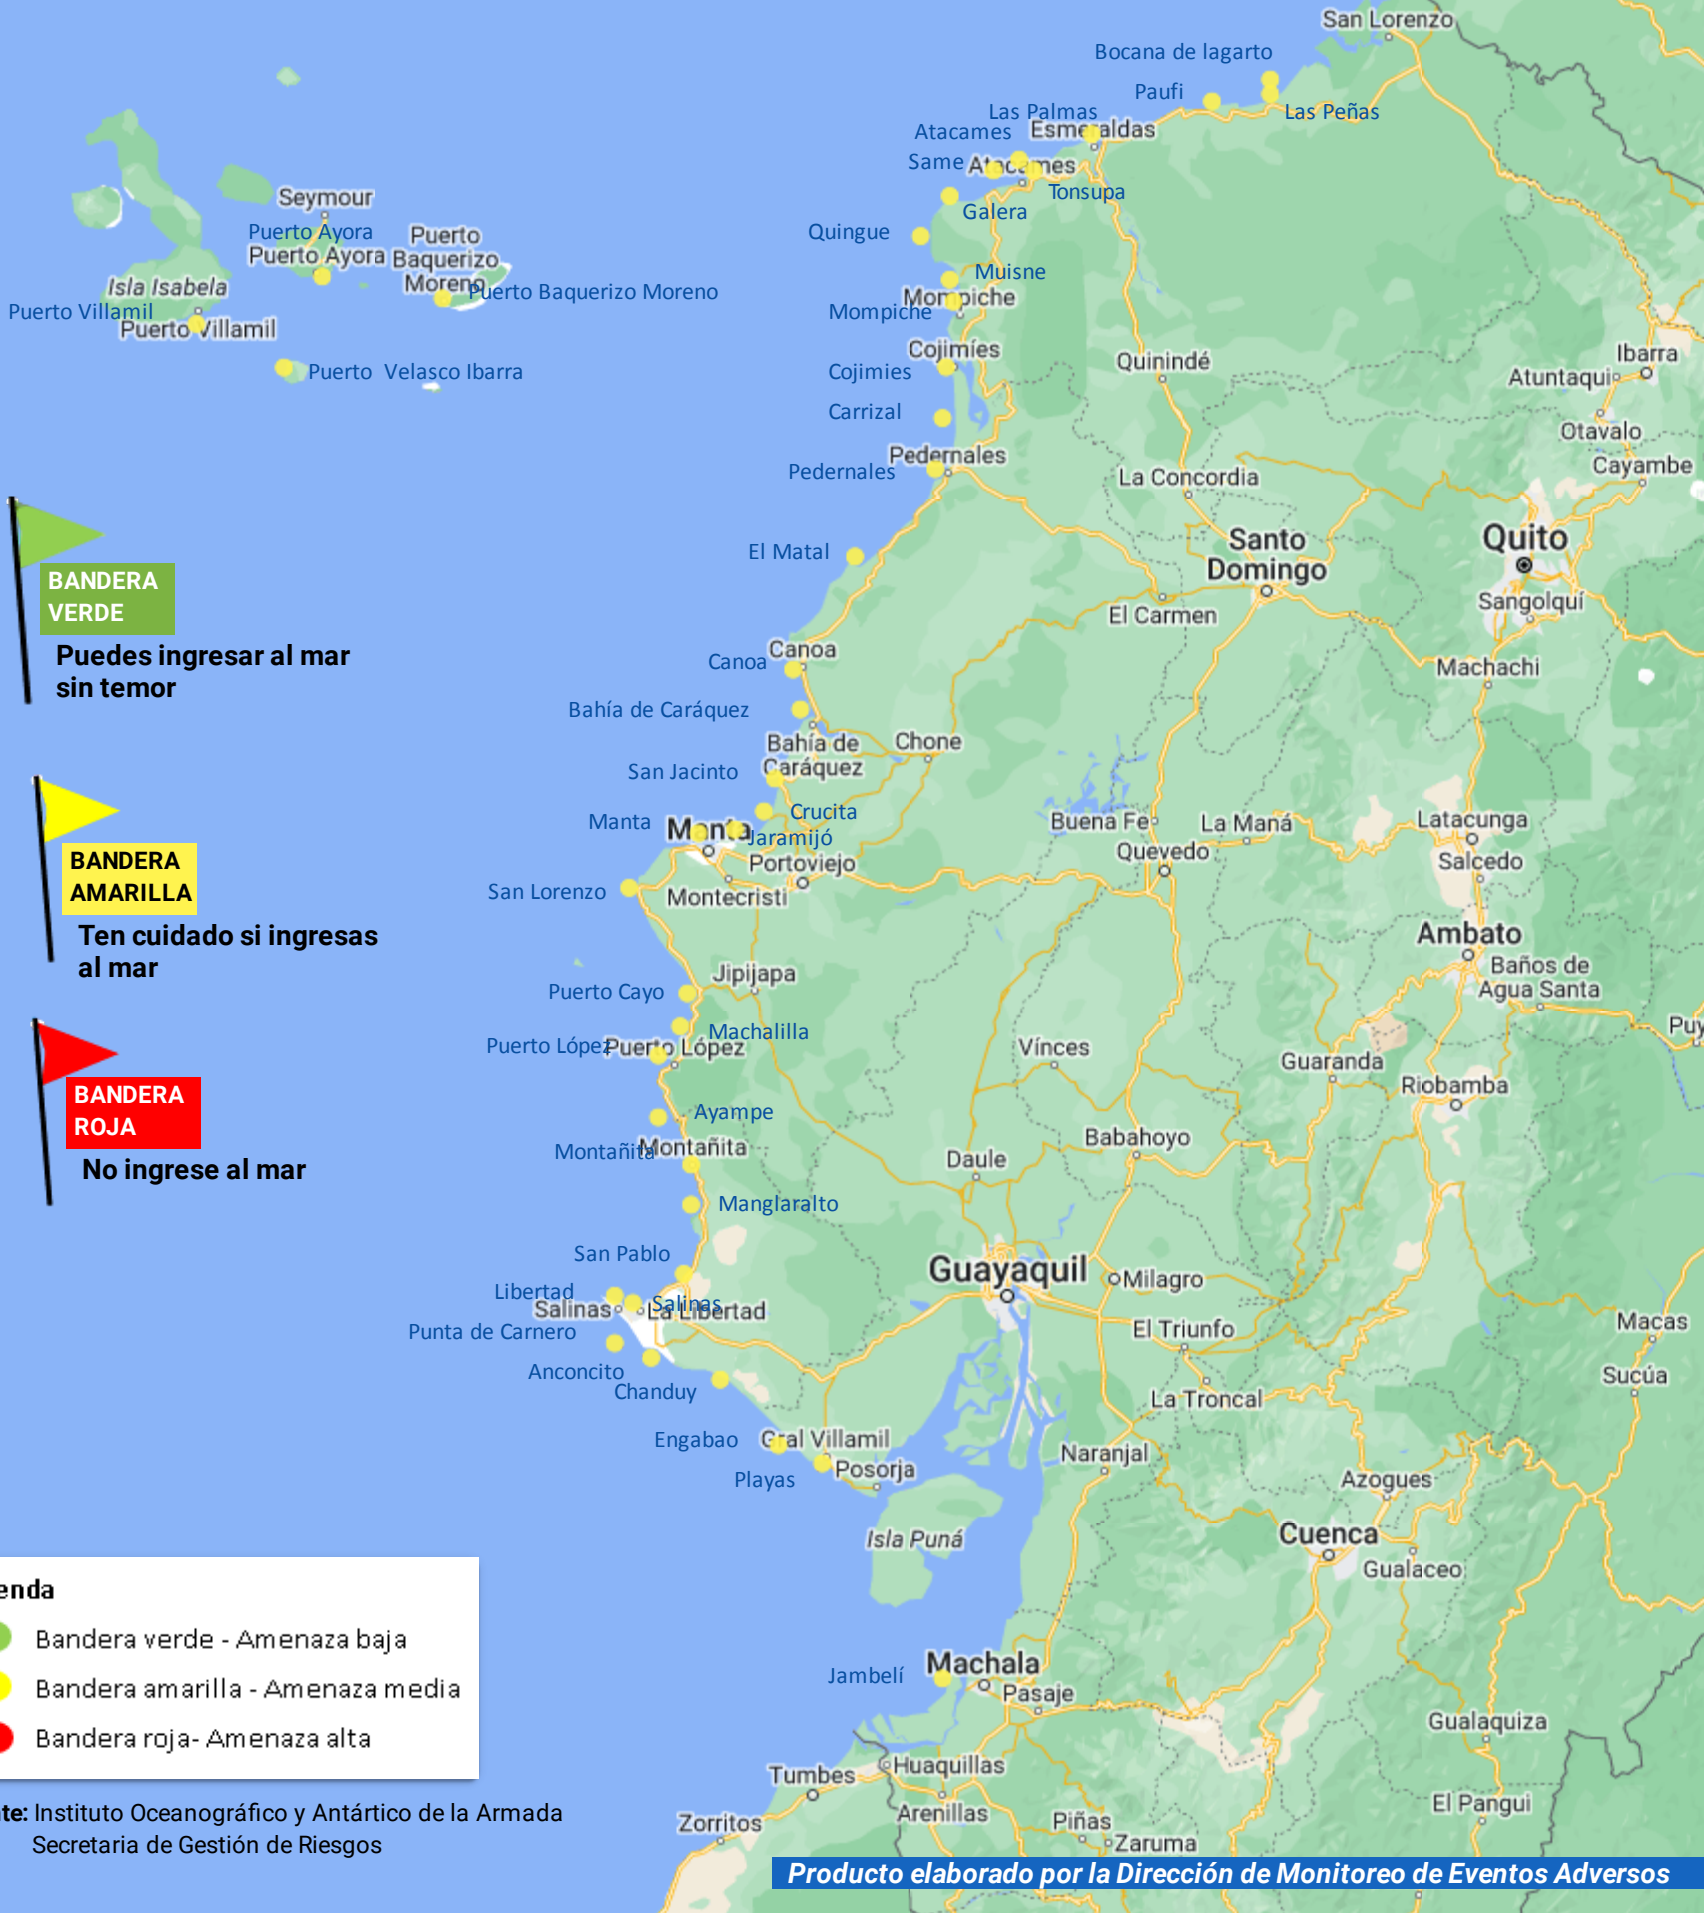 San Lorenzo
Bocana de lagarto
Paufi
Las Palmas
Las Peñas
Atacames
Esmeraldas
Same
Atacames
Tonsupa
Seymour
Galera
Puerto Ayora
Quingue
Puerto Ayora
Puerto
Baquerizo
Moreno
Isla Isabela
Puerto Baquerizo Moreno
Muisne
Mompiche
Puerto Villamil
Mompiche
Puerto Villamil
Cojimíes
Ibarra
Quinindé
Puerto Velasco Ibarra
Cojimies
Atuntaqui
Carrizal
Otavalo
Pedernales
Pedernales
Cayambe
La Concordia
Quito
Santo
Domingo
El Matal
BANDERA
VERDE
Puedes ingresar al mar
sin temor
Sangolquí
El Carmen
Canoa
Canoa
Machachi
Bahía de Caráquez
Bahía de
Caráquez
Chone
San Jacinto
BANDERA
AMARILLA
Ten cuidado si ingresas
al mar
Crucita
Manta
Manta
Jaramijó
Buena Fe
La Maná
Latacunga
Quevedo
Salcedo
Portoviejo
San Lorenzo
Montecristi
Ambato
Baños de
Agua Santa
Jipijapa
Puerto Cayo
Machalilla
Puerto López
Puerto López
Vínces
Puy
Guaranda
Riobamba
BANDERA
ROJA
No ingrese al mar
Ayampe
Montañita
Montañita
Babahoyo
Daule
Manglaralto
San Pablo
Guayaquil
Milagro
Libertad
Salinas
Salinas
La Libertad
Punta de Carnero
El Triunfo
Macas
Anconcito
Sucúa
Chanduy
La Troncal
Engabao
Gral Villamil
Naranjal
Playas
Posorja
Azogues
Isla Puná
Cuenca
Gualaceo
enda
Bandera verde - Amenaza baja
Bandera amarilla - Amenaza media
Bandera roja- Amenaza alta
Jambelí
Machala
Pasaje
Gualaquiza
Huaquillas
Tumbes
Zorritos
Arenillas
Piñas
Zaruma
El Pangui
te: Instituto Oceanográfico y Antártico de la Armada
Secretaria de Gestión de Riesgos
Producto elaborado por la Dirección de Monitoreo de Eventos Adversos